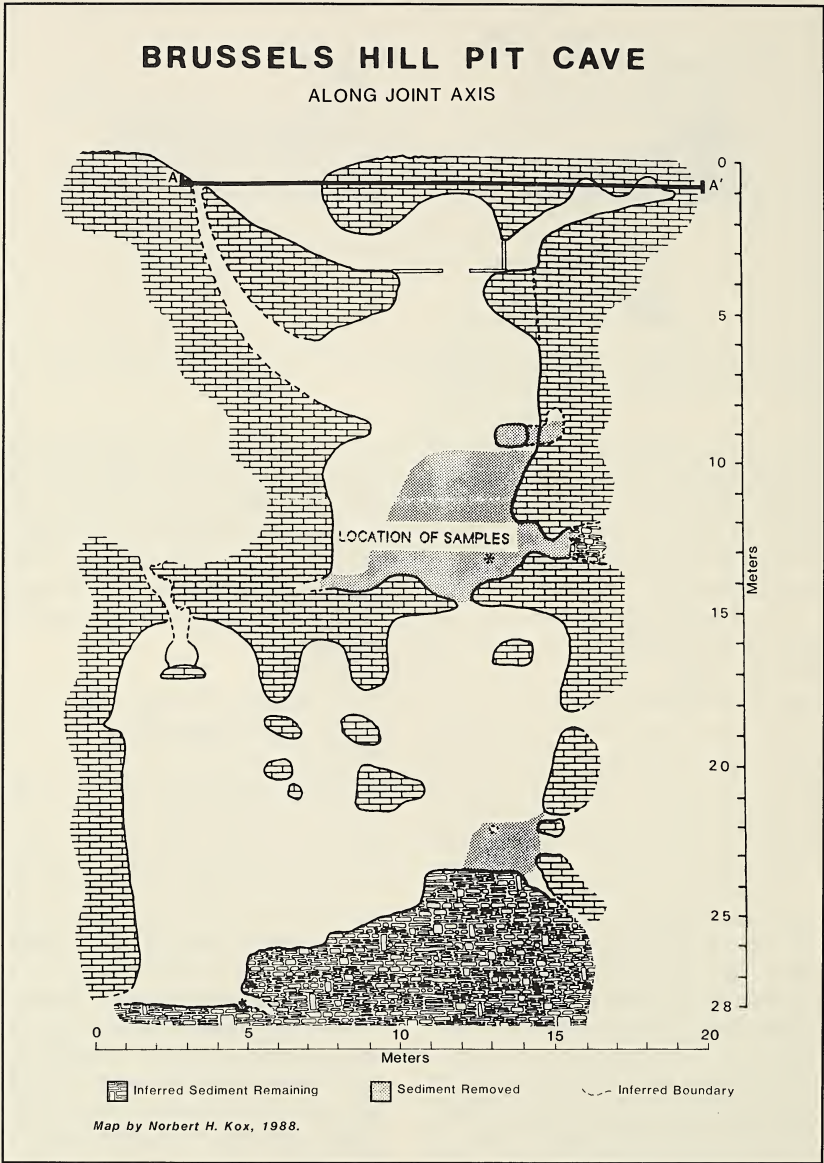 BRUSSELS HILL PIT CAVE
ALONG JOINT AXIS
A
A'
0
5
10
LOCATION OF SAMPLES
*
15
20
25
28
Meters
0 5 10 15 20
Meters
Inferred Sediment Remaining Sediment Removed Inferred Boundary
Map by Norbert H. Kox, 1988.